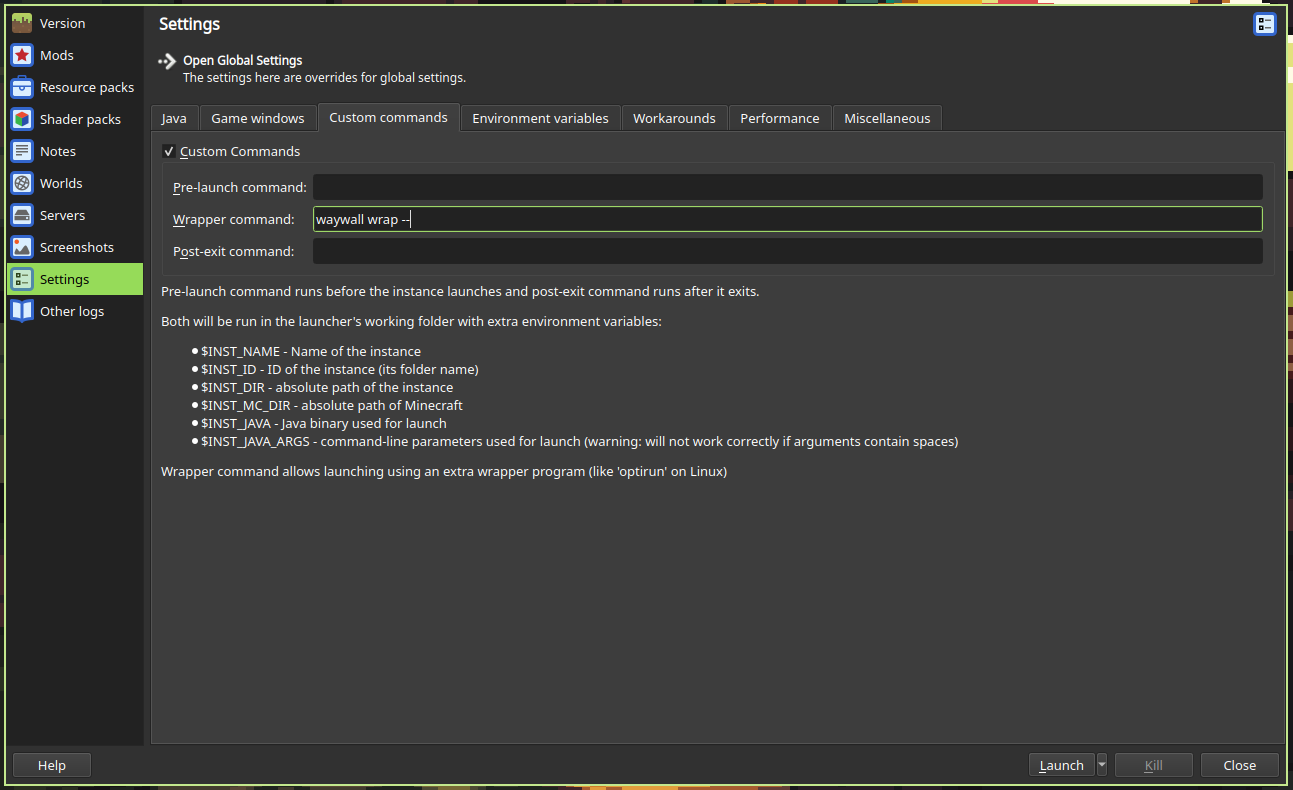 Version
Mods
Resource packs
Shader packs
Notes
Worlds
Servers
Screenshots
Settings
Other logs
Settings
Open Global Settings
The settings here are overrides for global settings.
Java
Game windows
Custom commands
Environment variables
Workarounds
Performance
Miscellaneous
Custom Commands
Pre-launch command:
Wrapper command: waywall wrap --
Post-exit command:
Pre-launch command runs before the instance launches and post-exit command runs after it exits.
Both will be run in the launcher's working folder with extra environment variables:
● $INST_NAME - Name of the instance
● $INST_ID - ID of the instance (its folder name)
● $INST_DIR - absolute path of the instance
● $INST_MC_DIR - absolute path of Minecraft
● $INST_JAVA - Java binary used for launch
● $INST_JAVA_ARGS - command-line parameters used for launch (warning: will not work correctly if arguments contain spaces)
Wrapper command allows launching using an extra wrapper program (like 'optirun' on Linux)
Help
Launch
Kill
Close